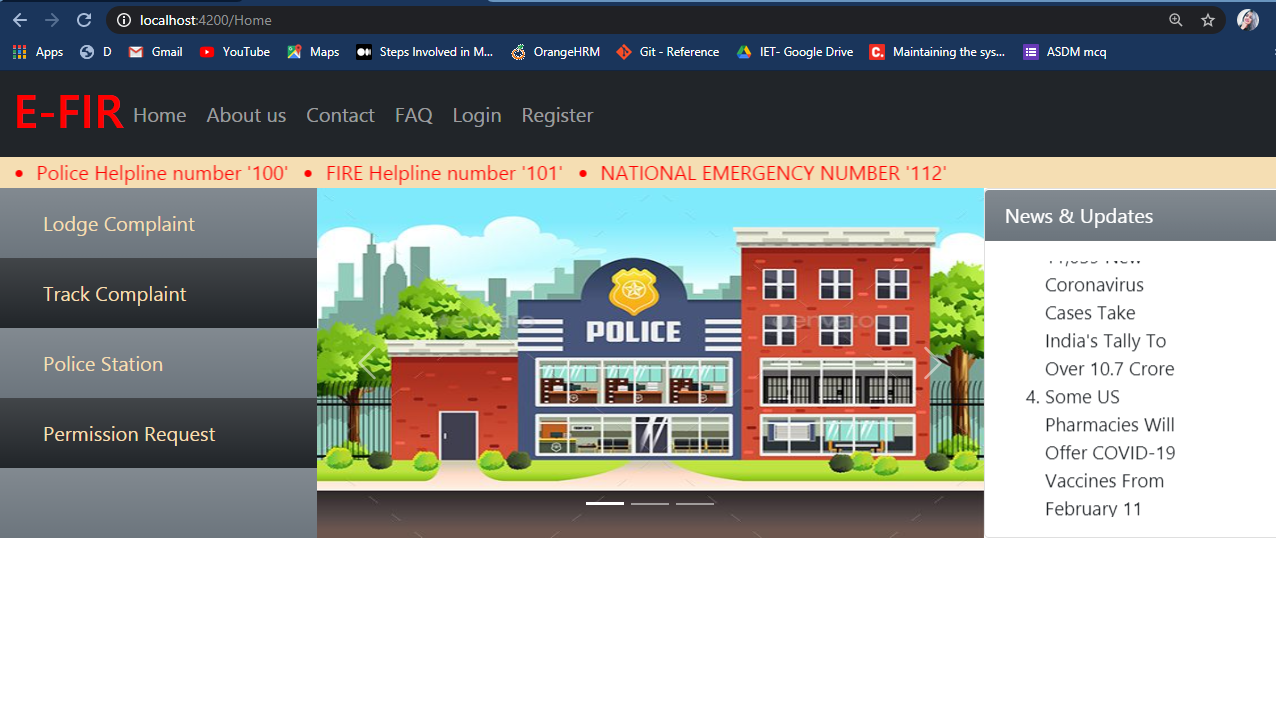 localhost:4200/Home
Apps D Gmail YouTube Maps Steps Involved in M... OrangeHRM Git - Reference IET- Google Drive Maintaining the sys... ASDM mcq
E-FIR Home About us Contact FAQ Login Register
• Police Helpline number '100' • FIRE Helpline number '101' • NATIONAL EMERGENCY NUMBER '112'
Lodge Complaint
Track Complaint
Police Station
Permission Request
POLICE
envato
envato
News & Updates
New
Coronavirus
Cases Take
India's Tally To
Over 10.7 Crore
4. Some US
Pharmacies Will
Offer COVID-19
Vaccines From
February 11